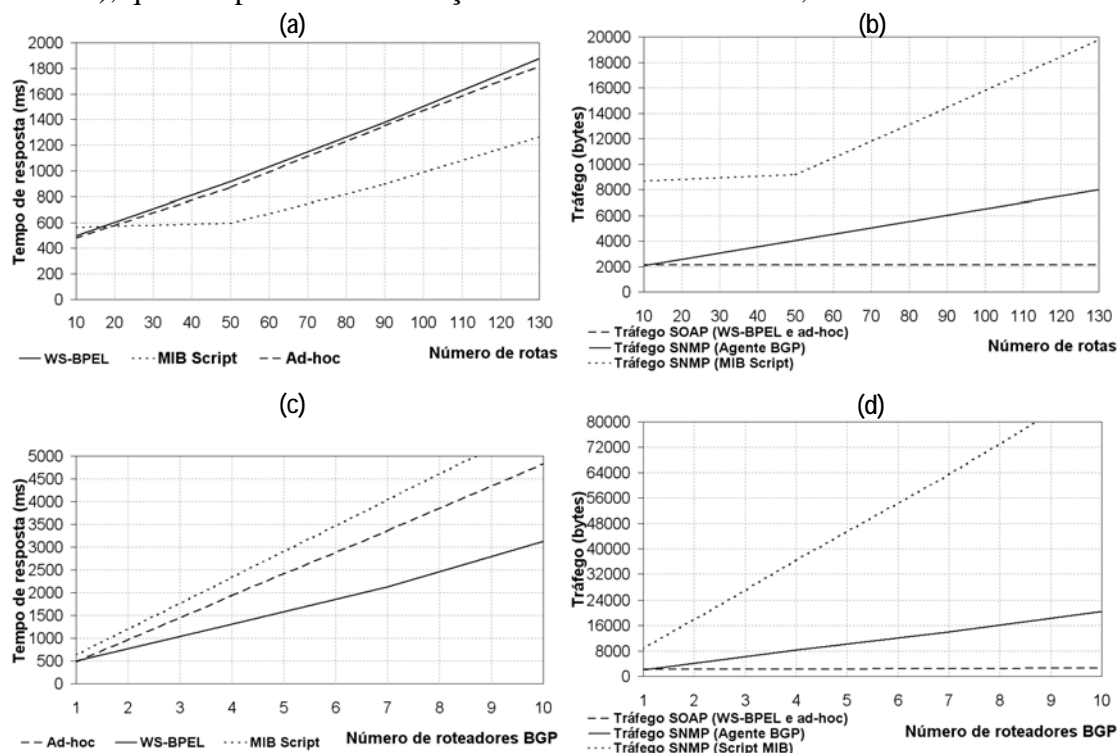 (a)
2000
1800
1600
1400
1200
1000
800
600
400
200
0
Tempo de resposta (ms)
10 20 30 40 50 60 70 80 90 100 110 120 130
WS-BPEL MIB Script Ad-hoc
Número de rotas
(b)
20000
18000
16000
14000
12000
10000
8000
6000
4000
2000
0
Tráfego (bytes)
10 20 30 40 50 60 70 80 90 100 110 120 130
Tráfego SOAP (WS-BPEL e ad-hoc)
Tráfego SNMP (Agente BGP)
Tráfego SNMP (MIB Script)
Número de rotas
(c)
5000
4500
4000
3500
3000
2500
2000
1500
1000
500
0
Tempo de resposta (ms)
1 2 3 4 5 6 7 8 9 10
Ad-hoc WS-BPEL MIB Script
Número de roteadores BGP
(d)
80000
72000
64000
56000
48000
40000
32000
24000
16000
8000
0
Tráfego (bytes)
1 2 3 4 5 6 7 8 9 10
Tráfego SOAP (WS-BPEL e ad-hoc)
Tráfego SNMP (Agente BGP)
Tráfego SNMP (Script MIB)
Número de roteadores BGP